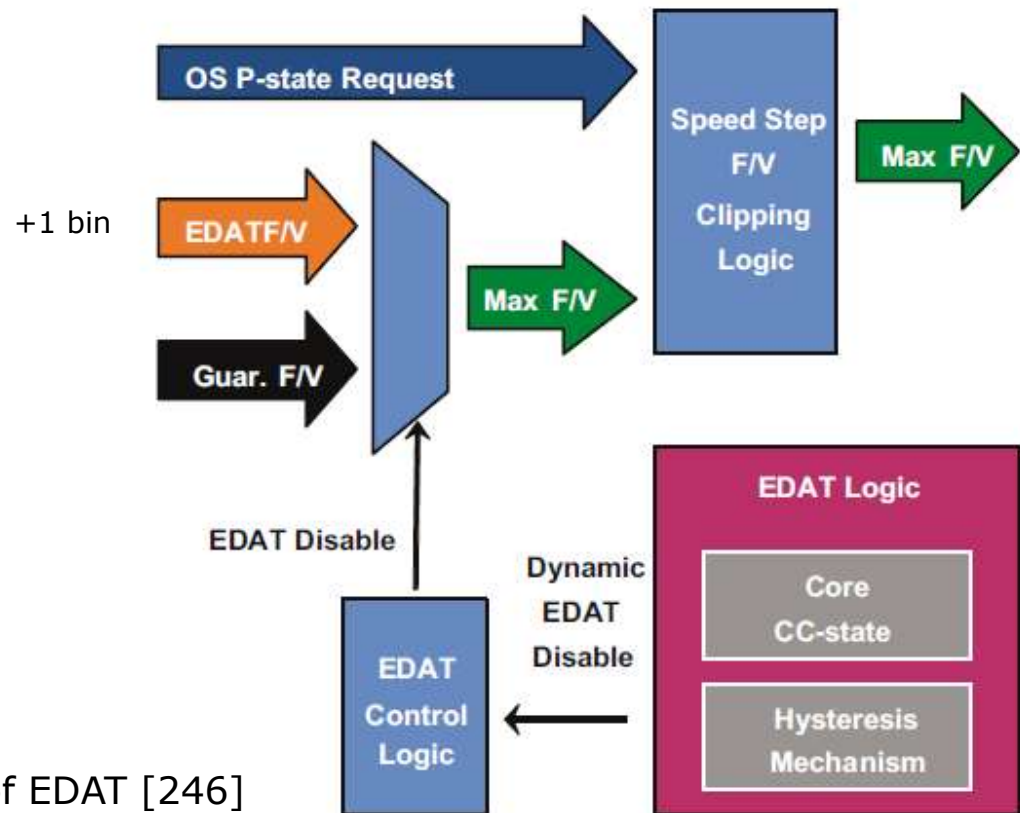 OS P-state Request
Speed Step
F/V
Clipping
Logic
Max F/V
+1 bin
EDATF/V
Max F/V
Guar. F/V
EDAT Disable
Dynamic
EDAT
Disable
EDAT Logic
Core
CC-state
Hysteresis
Mechanism
EDAT
Control
Logic
f EDAT [246]